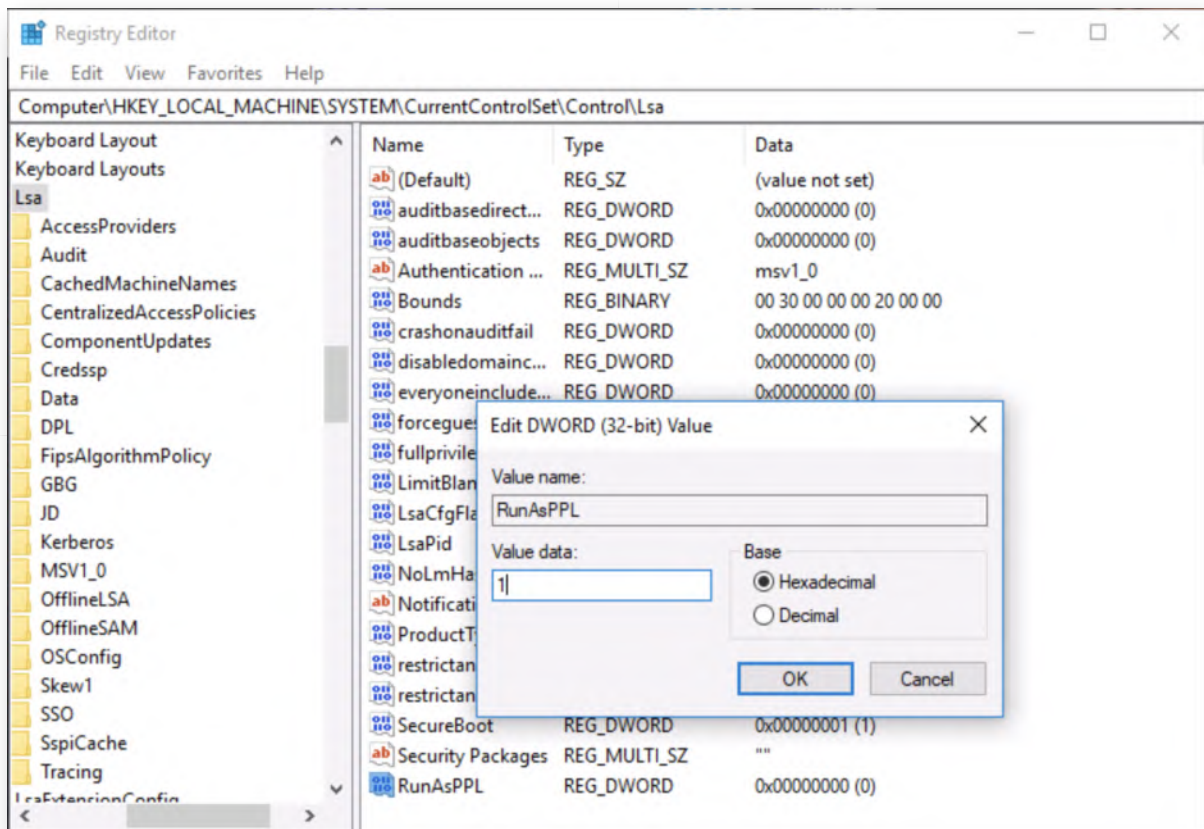 Registry Editor
File Edit View Favorites Help
Computer\HKEY_LOCAL_MACHINE\SYSTEM\CurrentControlSet\Control\Lsa
Keyboard Layout
Keyboard Layouts
Lsa
AccessProviders
Audit
CachedMachineNames
CentralizedAccessPolicies
ComponentUpdates
Credssp
Data
DPL
FipsAlgorithmPolicy
GBG
JD
Kerberos
MSV1_0
OfflineLSA
OfflineSAM
OSConfig
Skew1
SSO
SspiCache
Tracing
LsaExtensionConfig
Name Type Data
(Default) REG_SZ (value not set)
auditbasedirect... REG_DWORD 0x00000000 (0)
auditbaseobjects REG_DWORD 0x00000000 (0)
Authentication ... REG_MULTI_SZ msv1_0
Bounds REG_BINARY 00 30 00 00 00 20 00 00
crashonauditfail REG_DWORD 0x00000000 (0)
disabledomainc... REG_DWORD 0x00000000 (0)
everyoneinclude... REG_DWORD 0x00000000 (0)
forcegues
fullprivile
LimitBlan
LsaCfgFla
LsaPid
NoLmHa
Notificati
ProductT
restrictan
restrictan
SecureBoot REG_DWORD 0x00000001 (1)
Security Packages REG_MULTI_SZ ""
RunAsPPL REG_DWORD 0x00000000 (0)
Edit DWORD (32-bit) Value
Value name:
RunAsPPL
Value data:
1
Base
Hexadecimal
Decimal
OK Cancel